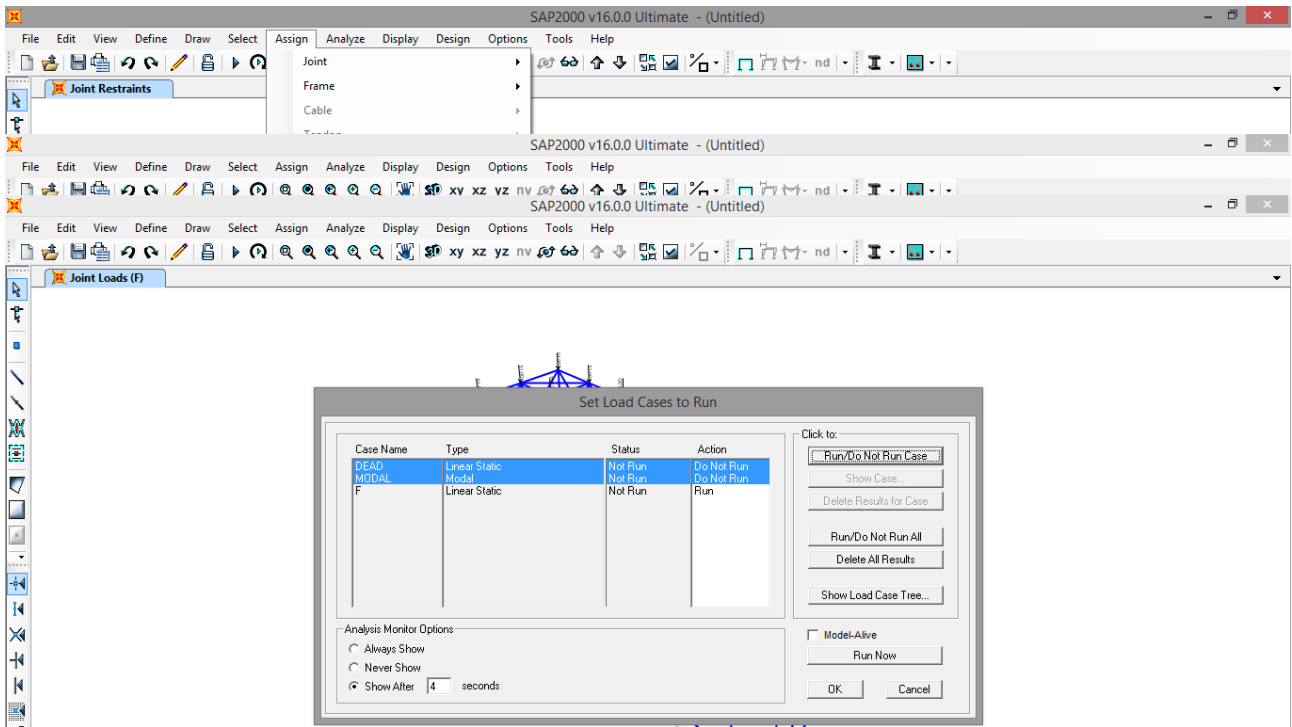 SAP2000 v16.0.0 Ultimate - (Untitled)
File Edit View Define Draw Select Assign Analyze Display Design Options Tools Help
nd
Joint
Joint Restraints
Frame
Cable
SAP2000 v16.0.0 Ultimate - (Untitled)
File Edit View Define Draw Select Assign Analyze Display Design Options Tools Help
xy xz yz nv nd
SAP2000 v16.0.0 Ultimate - (Untitled)
File Edit View Define Draw Select Assign Analyze Display Design Options Tools Help
3D xy xz yz nv nd
Joint Loads (F)
Set Load Cases to Run
Case Name Type Status Action
DEAD Linear Static Not Run Do Not Run
MODAL Modal Not Run Do Not Run
F Linear Static Not Run Run
Click to:
Run/Do Not Run Case
Show Case...
Delete Results for Case
Run/Do Not Run All
Delete All Results
Show Load Case Tree...
Analysis Monitor Options
Always Show
Never Show
Show After 4 seconds
Model-Alive
Run Now
OK Cancel